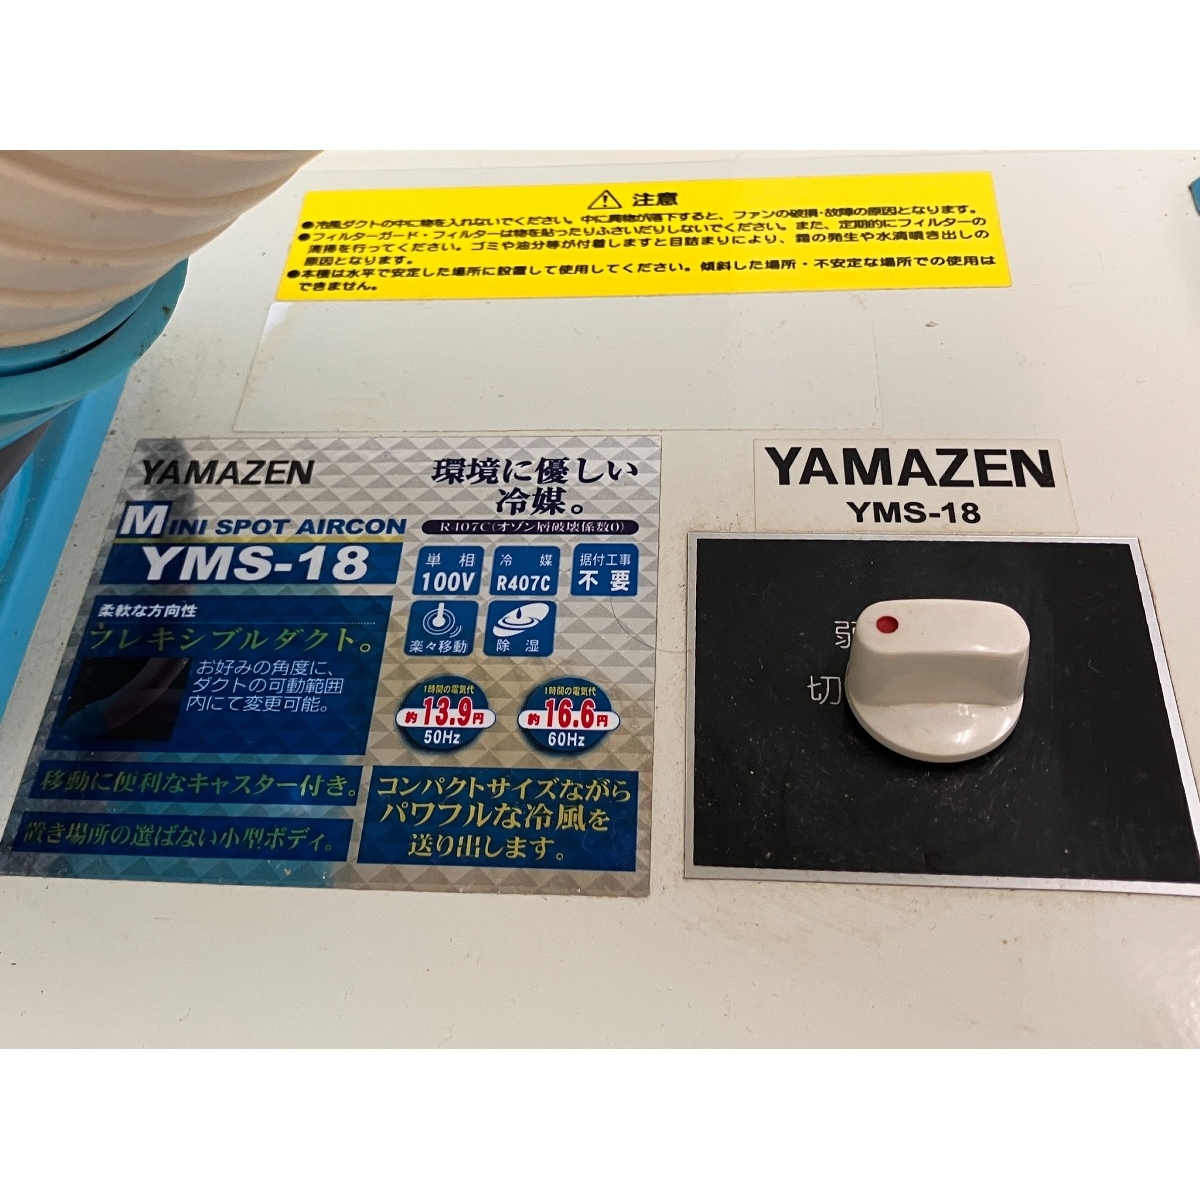 注意
●冷風ダクトの中に物を入れないでください。中に異物が落下すると、ファンの破損・故障の原因となります。
●フィルターガード・フィルターは物を貼ったりふさいだりしないでください。また、定期的にフィルターの
清掃を行ってください。ゴミや油分等が付着しますと目詰まりにより、霜の発生や水滴噴き出しの
原因となります。
●本機は水平で安定した場所に設置して使用してください。傾斜した場所・不安定な場所での使用は
できません。
YAMAZEN
MINI SPOT AIRCON
YMS-18
環境に優しい
冷媒。
R407C(オゾン層破壊係数0)
単相
100V
冷媒
R407C
据付工事
不要
楽々移動
除湿
柔軟な方向性
フレキシブルダクト。
お好みの角度に、
ダクトの可動範囲
内にて変更可能。
1時間の電気代
約13.9円
50Hz
1時間の電気代
約16.6円
60Hz
移動に便利なキャスター付き。
置き場所の選ばない小型ボディ。
コンパクトサイズながら
パワフルな冷風を
送り出します。
YAMAZEN
YMS-18
弱
切